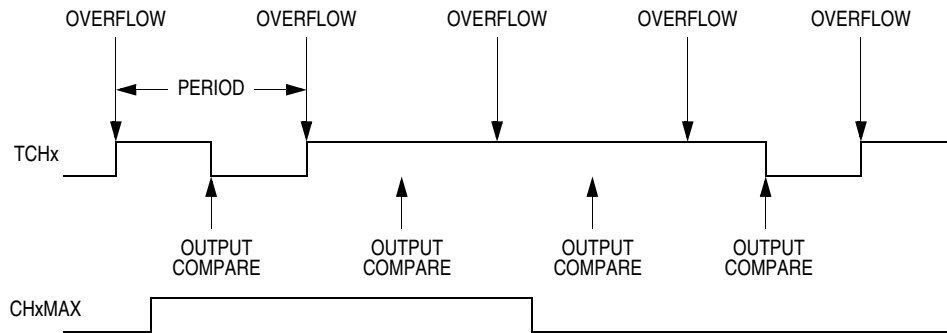 OVERFLOW OVERFLOW OVERFLOW OVERFLOW OVERFLOW
PERIOD
TCHx
OUTPUT COMPARE
OUTPUT COMPARE
OUTPUT COMPARE
OUTPUT COMPARE
CHxMAX